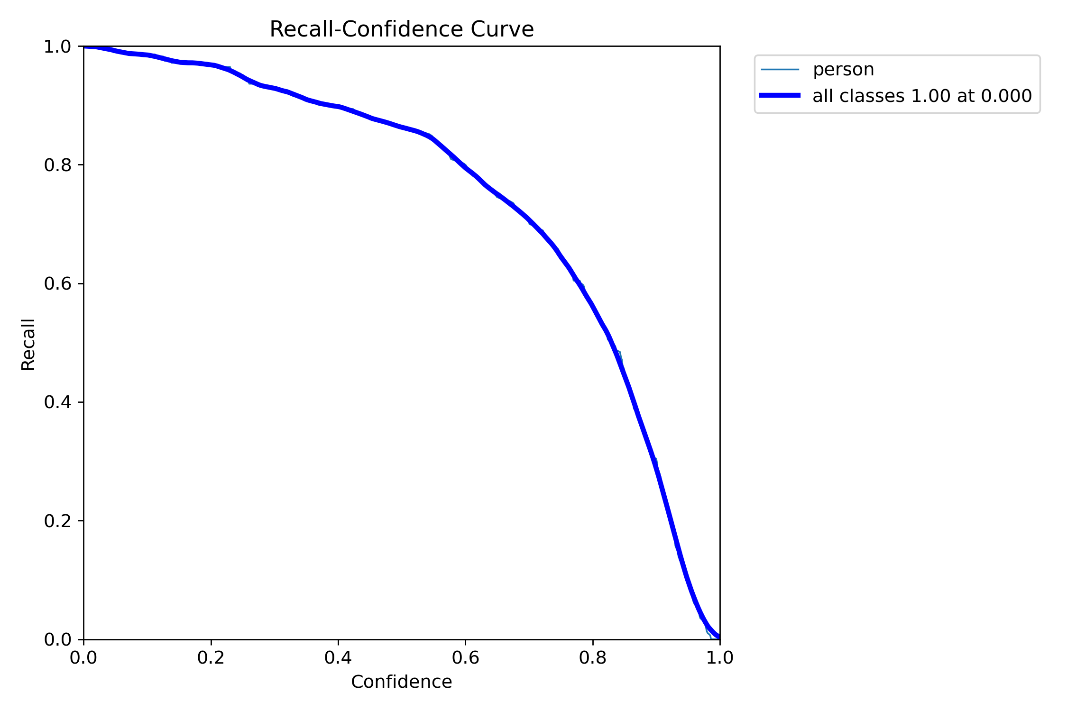 Recall-Confidence Curve
person
all classes 1.00 at 0.000
1.0
0.8
0.6
0.4
0.2
0.0
Recall
0.0 0.2 0.4 0.6 0.8 1.0
Confidence